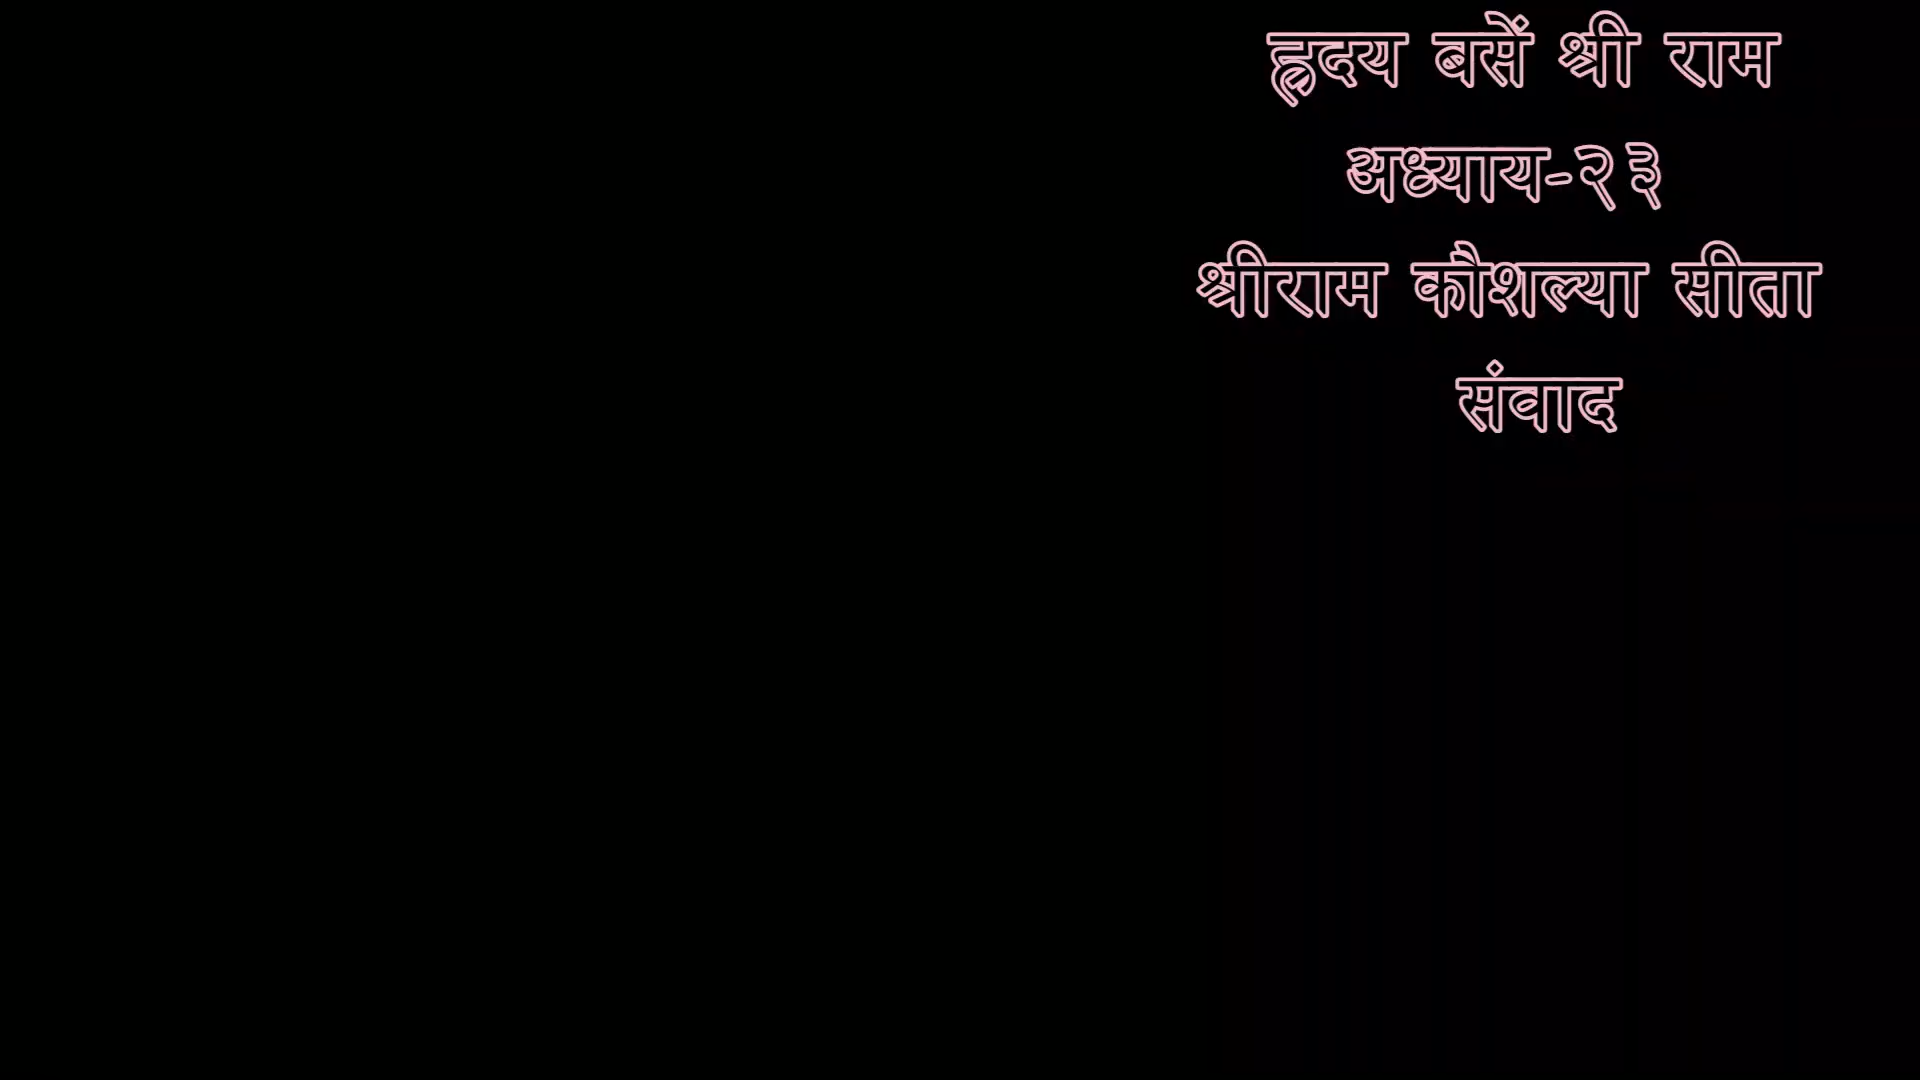 ह्रदय बसें श्री राम
अध्याय-२३
श्रीराम कौशल्या सीता
संवाद